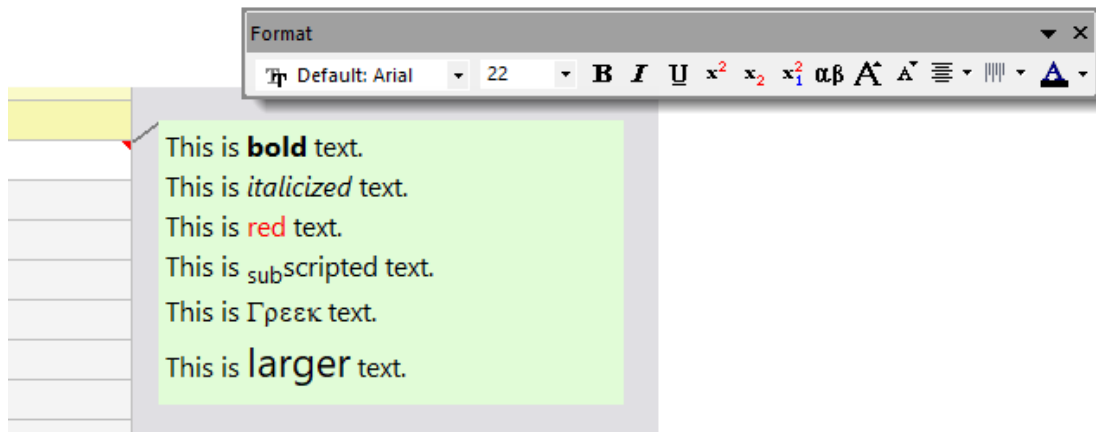 Format
Default: Arial 22 B I U x² x₂ x²₁ αβ A A A
This is bold text.
This is italicized text.
This is red text.
This is subscripted text.
This is Γρεεκ text.
This is larger text.